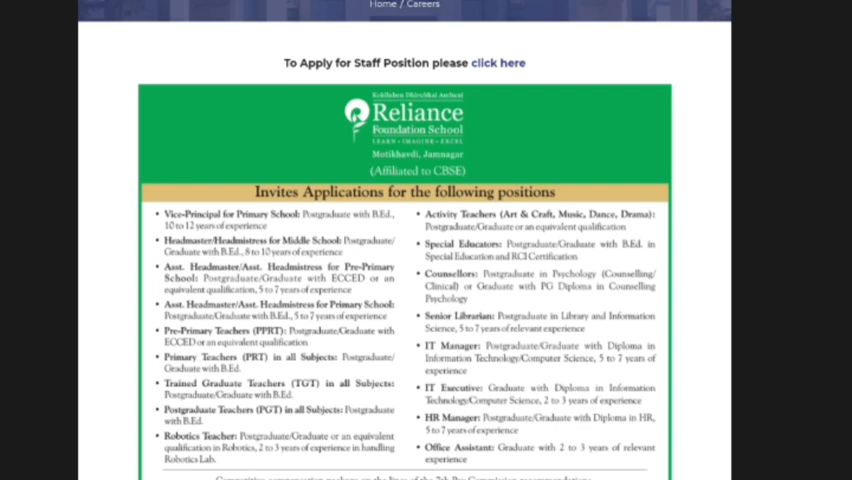 Home / Careers
To Apply for Staff Position please click here
Kokilaben Dhirubhai Ambani
Reliance
Foundation School
LEARN • IMAGINE • EXCEL
Motikhavdi, Jamnagar
(Affiliated to CBSE)
Invites Applications for the following positions
• Vice-Principal for Primary School: Postgraduate with B.Ed.,
10 to 12 years of experience
• Headmaster/Headmistress for Middle School: Postgraduate/
Graduate with B.Ed., 8 to 10 years of experience
• Asst. Headmaster/Asst. Headmistress for Pre-Primary
School: Postgraduate/Graduate with ECCED or an
equivalent qualification, 5 to 7 years of experience
• Asst. Headmaster/Asst. Headmistress for Primary School:
Postgraduate/Graduate with B.Ed., 5 to 7 years of experience
• Pre-Primary Teachers (PPRT): Postgraduate/Graduate with
ECCED or an equivalent qualification
• Primary Teachers (PRT) in all Subjects: Postgraduate/
Graduate with B.Ed.
• Trained Graduate Teachers (TGT) in all Subjects:
Postgraduate/Graduate with B.Ed.
• Postgraduate Teachers (PGT) in all Subjects: Postgraduate
with B.Ed.
• Robotics Teacher: Postgraduate/Graduate or an equivalent
qualification in Robotics, 2 to 3 years of experience in handling
Robotics Lab.
• Activity Teachers (Art & Craft, Music, Dance, Drama):
Postgraduate/Graduate or an equivalent qualification
• Special Educators: Postgraduate/Graduate with B.Ed. in
Special Education and RCI Certification
• Counsellors: Postgraduate in Psychology (Counselling/
Clinical) or Graduate with PG Diploma in Counselling
Psychology
• Senior Librarian: Postgraduate in Library and Information
Science, 5 to 7 years of relevant experience
• IT Manager: Postgraduate/Graduate with Diploma in
Information Technology/Computer Science, 5 to 7 years of
experience
• IT Executive: Graduate with Diploma in Information
Technology/Computer Science, 2 to 3 years of experience
• HR Manager: Postgraduate/Graduate with Diploma in HR,
5 to 7 years of experience
• Office Assistant: Graduate with 2 to 3 years of relevant
experience
Competitive compensation package on the lines of the 7th Pay Commission recommendations